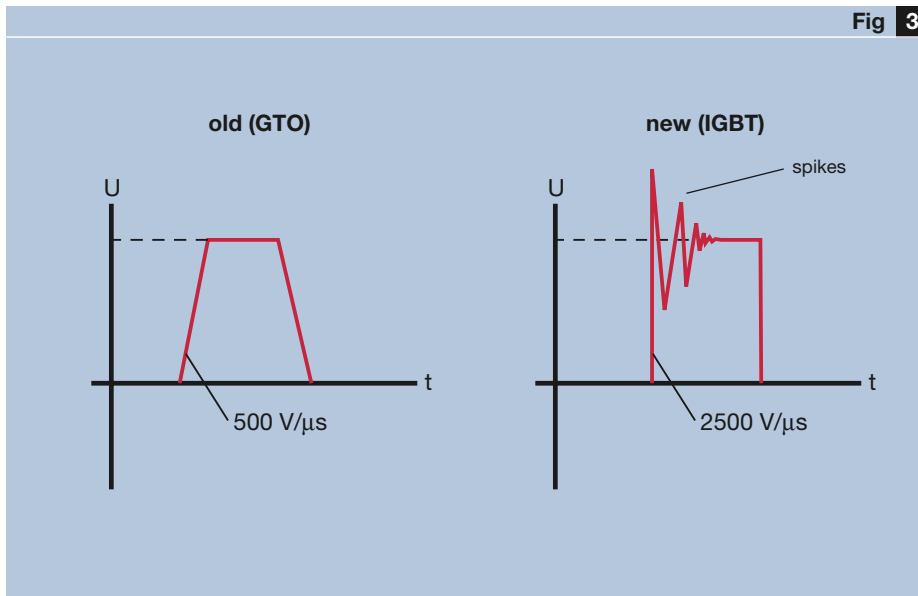 Fig 3
old (GTO)
new (IGBT)
spikes
U
U
t
t
500 V/μs
2500 V/μs